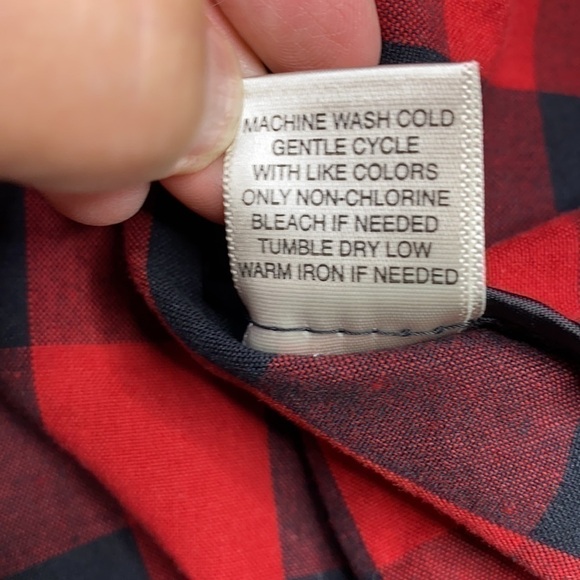 MACHINE WASH COLD
GENTLE CYCLE
WITH LIKE COLORS
ONLY NON-CHLORINE
BLEACH IF NEEDED
TUMBLE DRY LOW
WARM IRON IF NEEDED